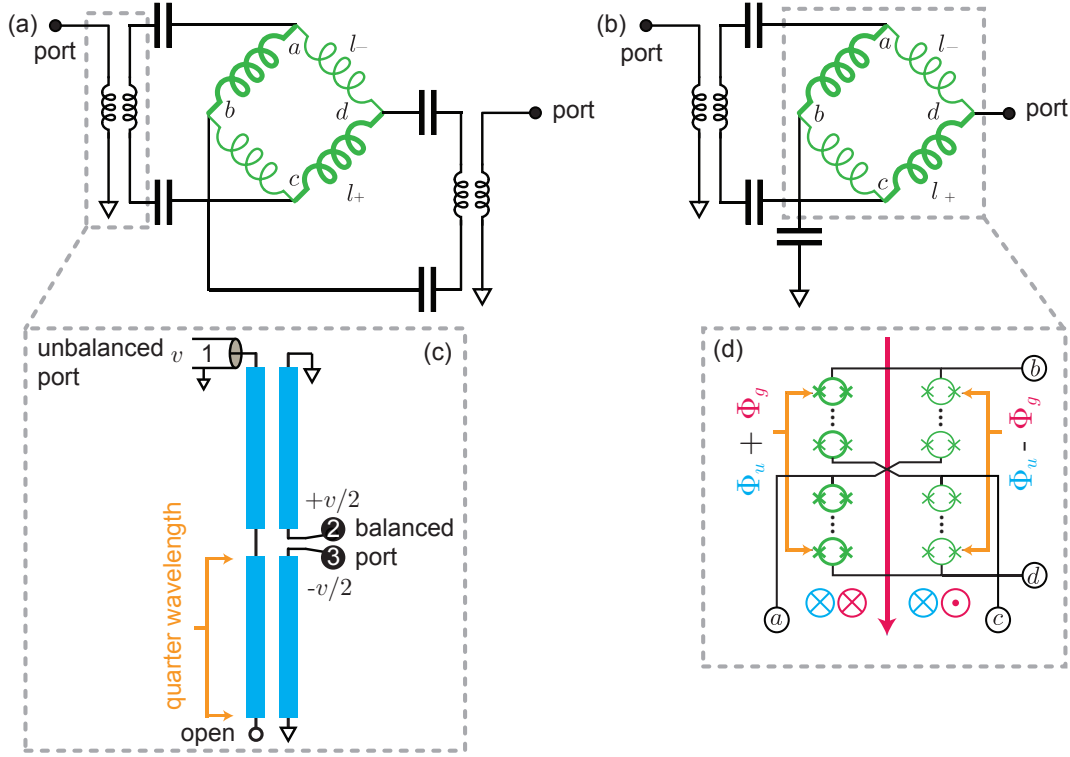 (a)
port
a
l₋
b
d
c
l₊
port
(b)
port
a
l₋
b
d
c
l₊
port
(c)
unbalanced
port
v
1
+v/2
2
balanced
3
port
-v/2
quarter wavelength
open
(d)
b
Φu + Φg
Φu - Φg
d
a
c